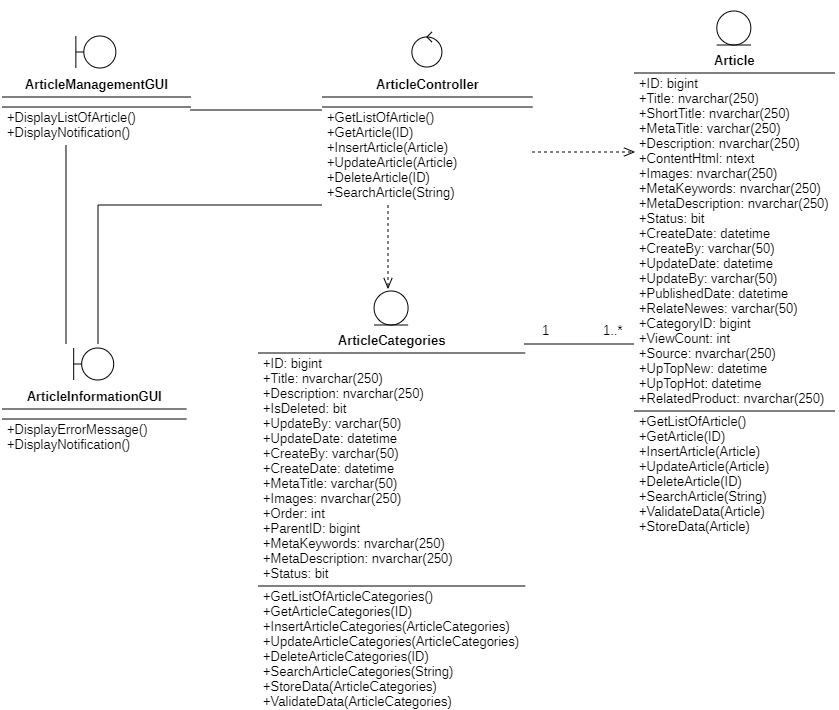 ArticleManagementGUI
+DisplayListOfArticle()
+DisplayNotification()
ArticleController
+GetListOfArticle()
+GetArticle(ID)
+InsertArticle(Article)
+UpdateArticle(Article)
+DeleteArticle(ID)
+SearchArticle(String)
Article
+ID: bigint
+Title: nvarchar(250)
+ShortTitle: nvarchar(250)
+MetaTitle: varchar(250)
+Description: nvarchar(250)
+ContentHtml: ntext
+Images: nvarchar(250)
+MetaKeywords: nvarchar(250)
+MetaDescription: nvarchar(250)
+Status: bit
+CreateDate: datetime
+CreateBy: varchar(50)
+UpdateDate: datetime
+UpdateBy: varchar(50)
+PublishedDate: datetime
+RelateNewes: varchar(50)
+CategoryID: bigint
+ViewCount: int
+Source: nvarchar(250)
+UpTopNew: datetime
+UpTopHot: datetime
+RelatedProduct: nvarchar(250)
+GetListOfArticle()
+GetArticle(ID)
+InsertArticle(Article)
+UpdateArticle(Article)
+DeleteArticle(ID)
+SearchArticle(String)
+ValidateData(Article)
+StoreData(Article)
1
1..*
ArticleInformationGUI
+DisplayErrorMessage()
+DisplayNotification()
ArticleCategories
+ID: bigint
+Title: nvarchar(250)
+Description: nvarchar(250)
+IsDeleted: bit
+UpdateBy: varchar(50)
+UpdateDate: datetime
+CreateBy: varchar(50)
+CreateDate: datetime
+MetaTitle: varchar(50)
+Images: nvarchar(250)
+Order: int
+ParentID: bigint
+MetaKeywords: nvarchar(250)
+MetaDescription: nvarchar(250)
+Status: bit
+GetListOfArticleCategories()
+GetArticleCategories(ID)
+InsertArticleCategories(ArticleCategories)
+UpdateArticleCategories(ArticleCategories)
+DeleteArticleCategories(ID)
+SearchArticleCategories(String)
+StoreData(ArticleCategories)
+ValidateData(ArticleCategories)